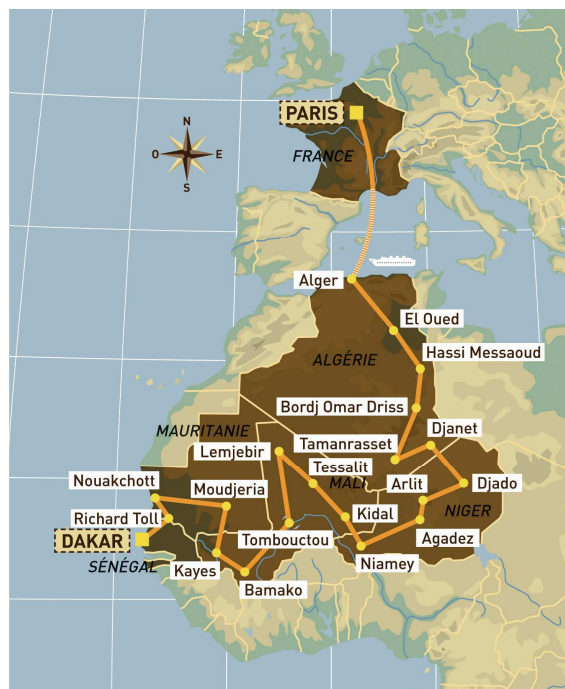 PARIS
N
O
E
S
FRANCE
Alger
El Oued
Hassi Messaoud
ALGÉRIE
Bordj Omar Driss
Djanet
MAURITANIE
Tamanrasset
Lemjebir
Tessalit
Nouakchott
Moudjeria
MALI
Arlit
Djado
Richard Toll
Kidal
NIGER
DAKAR
Tombouctou
Agadez
SÉNÉGAL
Kayes
Niamey
Bamako